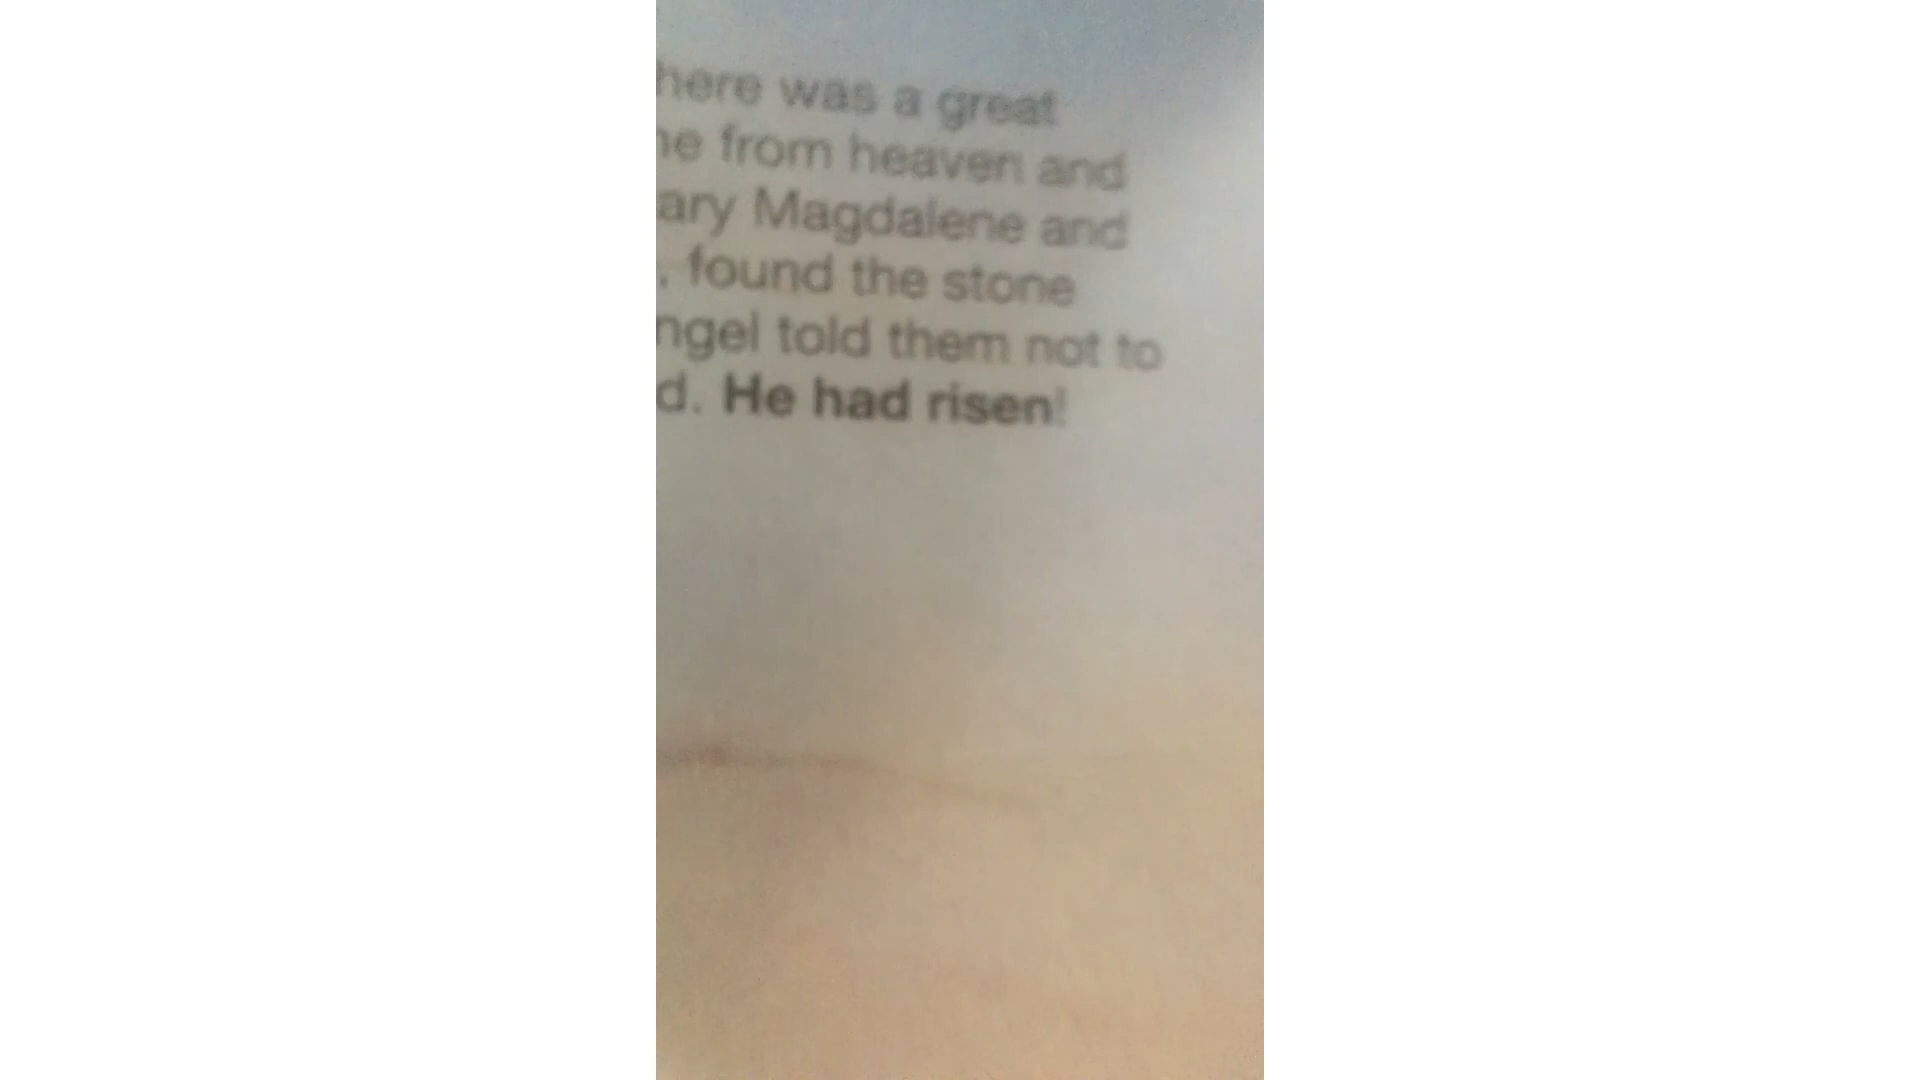 here was a great
he from heaven and
ary Magdalene and
. found the stone
ngel told them not to
d. He had risen!